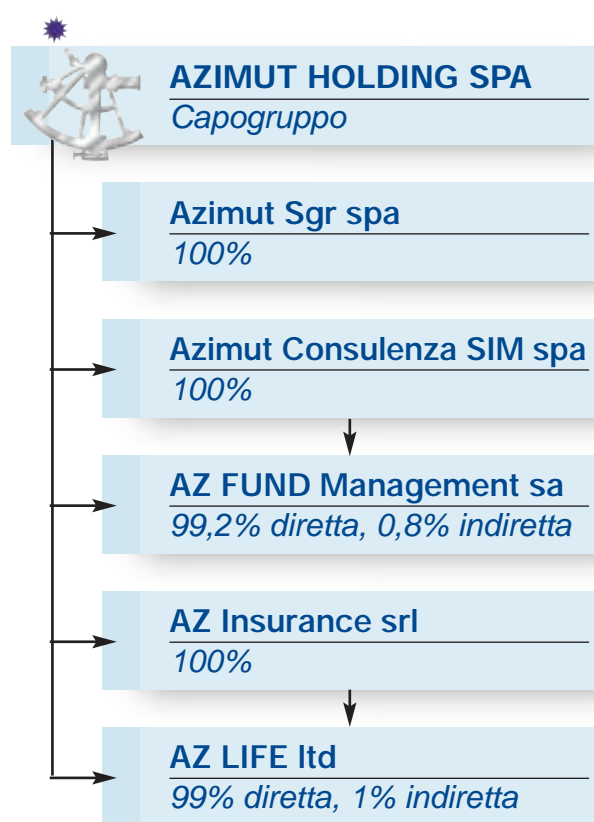 AZIMUT HOLDING SPA
Capogruppo
Azimut Sgr spa
100%
Azimut Consulenza SIM spa
100%
AZ FUND Management sa
99,2% diretta, 0,8% indiretta
AZ Insurance srl
100%
AZ LIFE ltd
99% diretta, 1% indiretta